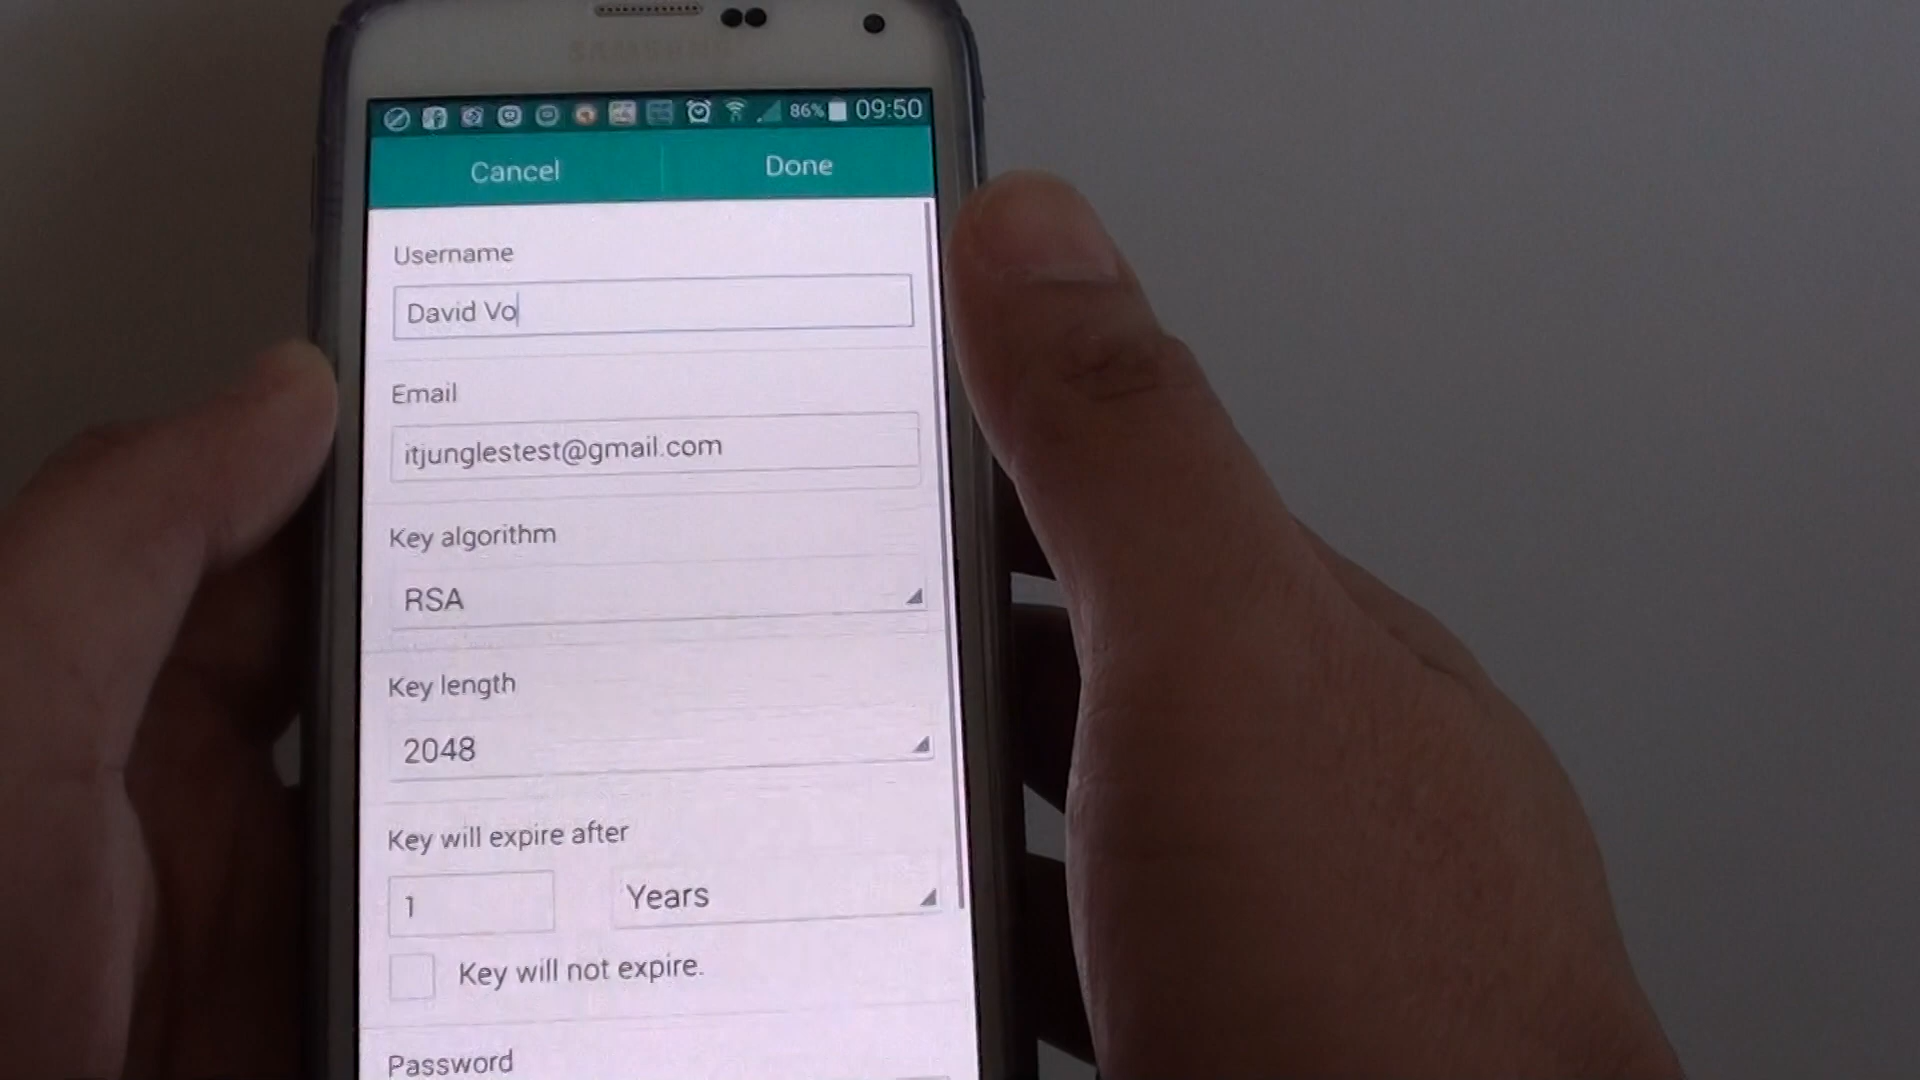 SAMSUNG
86% 09:50
Cancel Done
Username
David Vo
Email
itjunglestest@gmail.com
Key algorithm
RSA
Key length
2048
Key will expire after
1 Years
Key will not expire.
Password